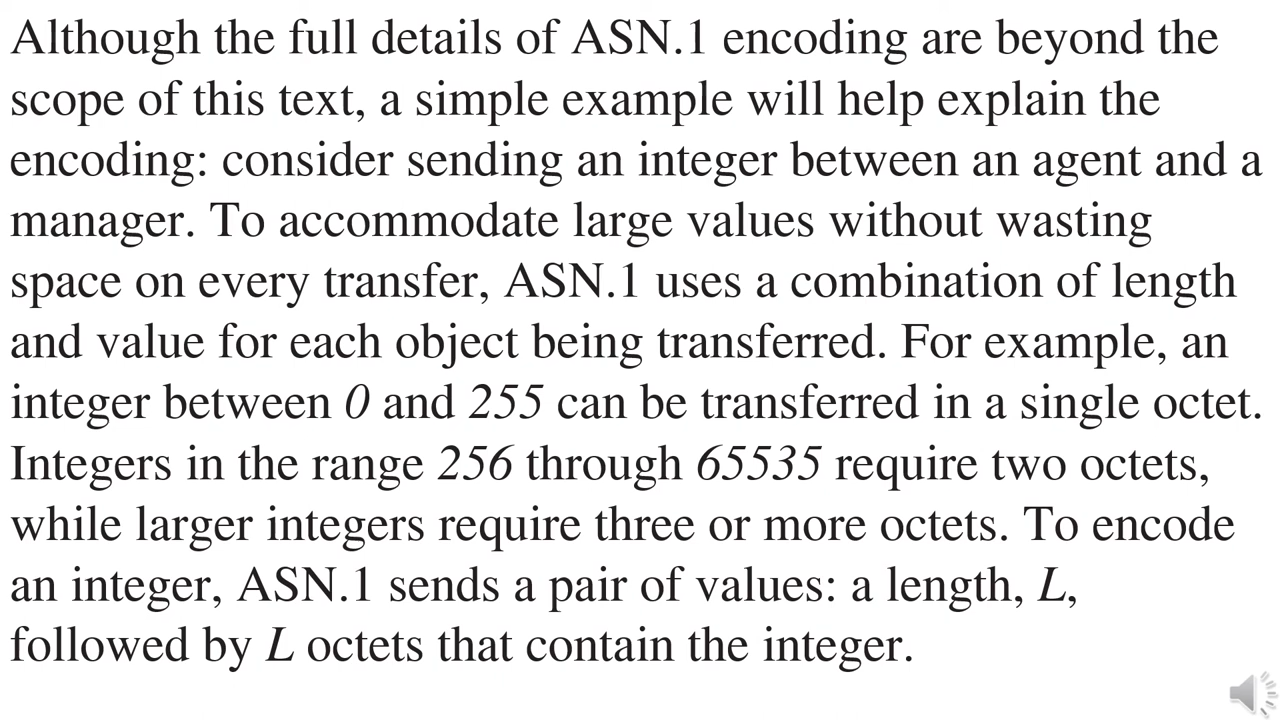 Although the full details of ASN.1 encoding are beyond the
scope of this text, a simple example will help explain the
encoding: consider sending an integer between an agent and a
manager. To accommodate large values without wasting
space on every transfer, ASN.1 uses a combination of length
and value for each object being transferred. For example, an
integer between 0 and 255 can be transferred in a single octet.
Integers in the range 256 through 65535 require two octets,
while larger integers require three or more octets. To encode
an integer, ASN.1 sends a pair of values: a length, L,
followed by L octets that contain the integer.